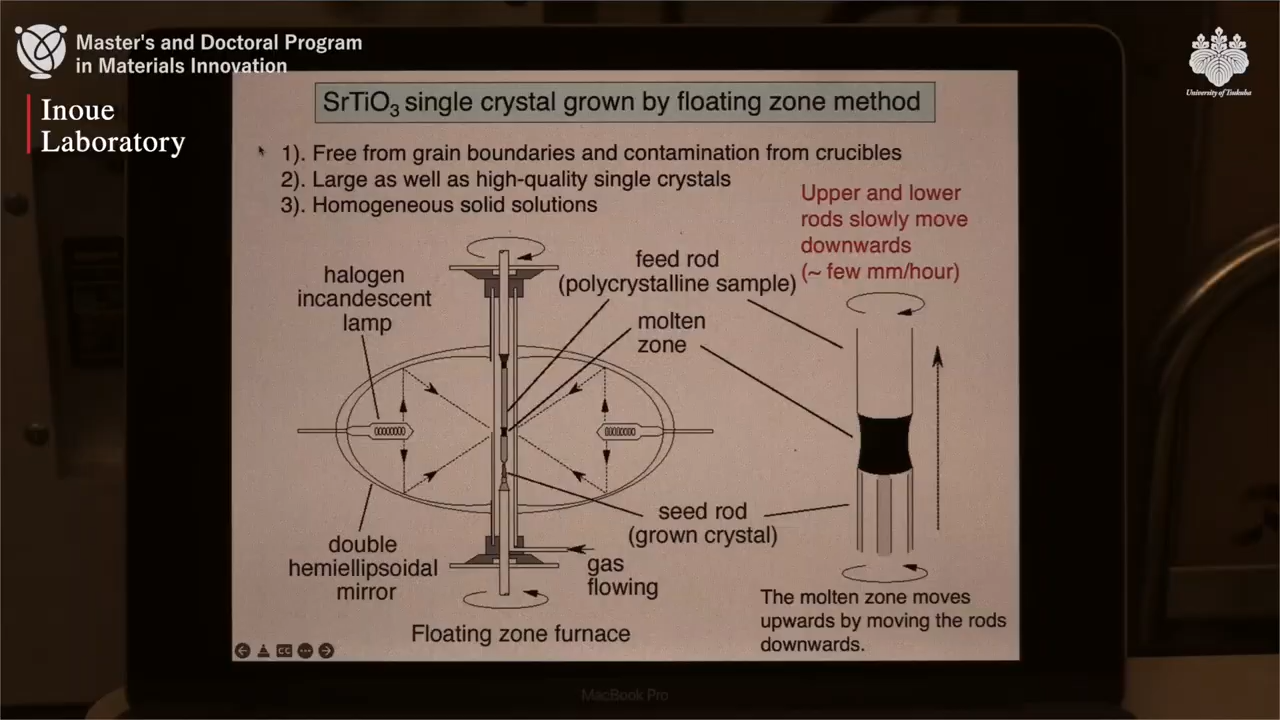 Master's and Doctoral Program
in Materials Innovation
Inoue
Laboratory
University of Tsukuba
SrTiO3 single crystal grown by floating zone method
1). Free from grain boundaries and contamination from crucibles
2). Large as well as high-quality single crystals
3). Homogeneous solid solutions
Upper and lower
rods slowly move
downwards
(~ few mm/hour)
halogen
incandescent
lamp
feed rod
(polycrystalline sample)
molten
zone
seed rod
(grown crystal)
double
hemiellipsoidal
mirror
gas
flowing
Floating zone furnace
The molten zone moves
upwards by moving the rods
downwards.
CC
MacBook Pro